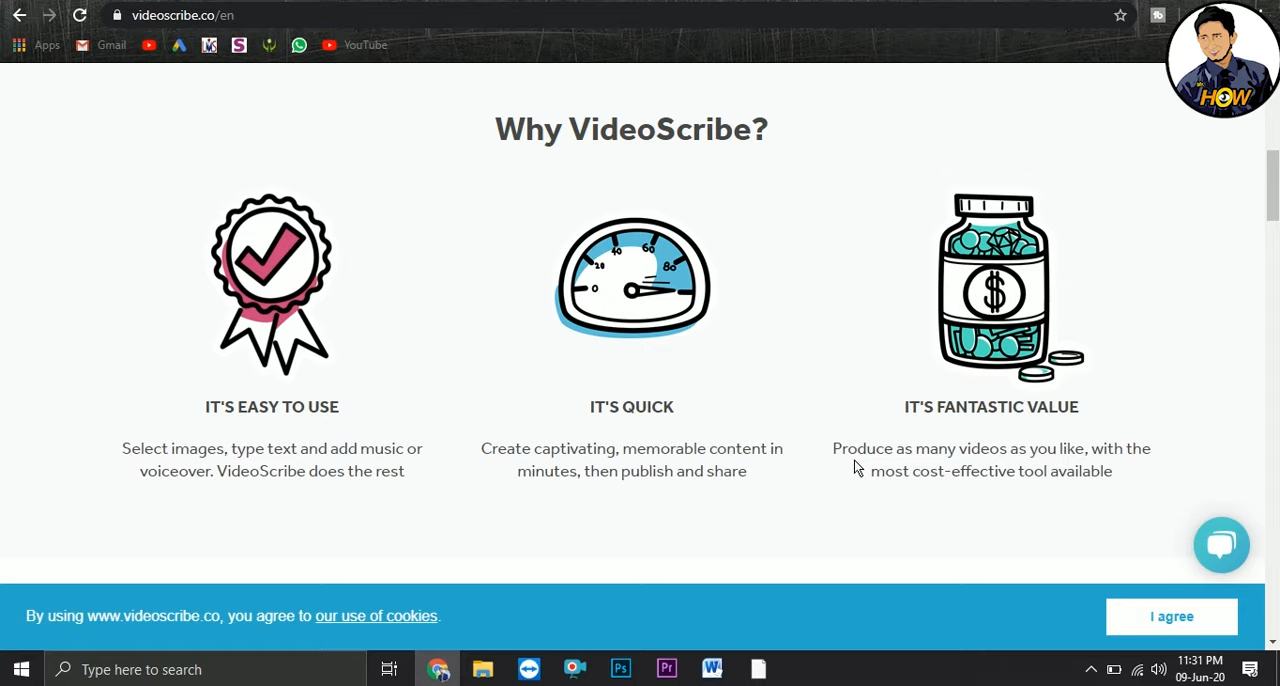 videoscribe.co/en
Apps
Gmail
YouTube
HOW
Why VideoScribe?
0
20
40
60
80
$
IT'S EASY TO USE
Select images, type text and add music or
voiceover. VideoScribe does the rest
IT'S QUICK
Create captivating, memorable content in
minutes, then publish and share
IT'S FANTASTIC VALUE
Produce as many videos as you like, with the
most cost-effective tool available
By using www.videoscribe.co, you agree to our use of cookies.
I agree
Type here to search
Ps
Pr
W
11:31 PM
09-Jun-20